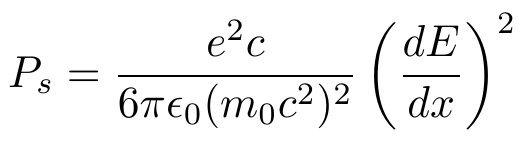 $P_s = \frac{e^2 c}{6\pi\epsilon_0 (m_0 c^2)^2} \left( \frac{dE}{dx} \right)^2$